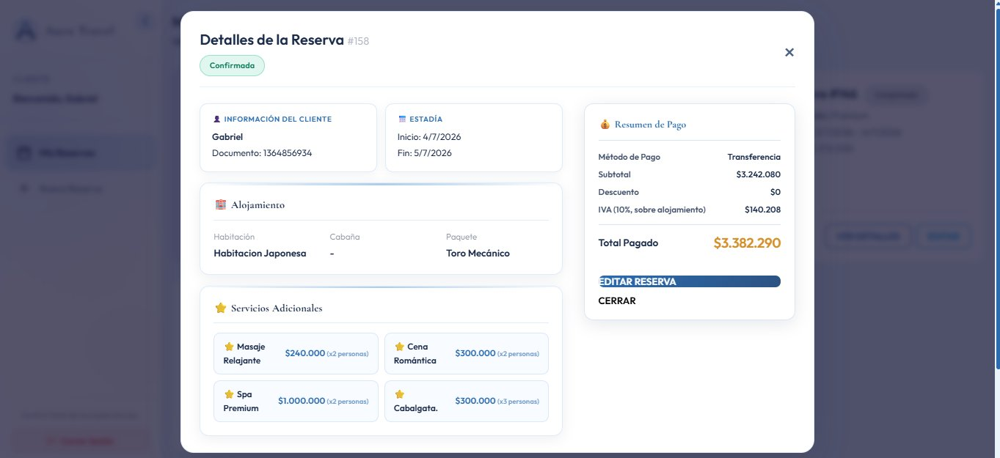 Detalles de la Reserva #158
Confirmada
INFORMACIÓN DEL CLIENTE
Gabriel
Documento: 1364856934
ESTADÍA
Inicio: 4/7/2026
Fin: 5/7/2026
Alojamiento
Habitación
Habitacion Japonesa
Cabaña
-
Paquete
Toro Mecánico
Servicios Adicionales
Masaje
Relajante
$240.000 (x2 personas)
Cena
Romántica
$300.000 (x2 personas)
Spa
Premium
$1.000.000 (x2 personas)
Cabalgata.
$300.000 (x3 personas)
Resumen de Pago
Método de Pago Transferencia
Subtotal $3.242.080
Descuento $0
IVA (10%, sobre alojamiento) $140.208
Total Pagado $3.382.290
EDITAR RESERVA
CERRAR